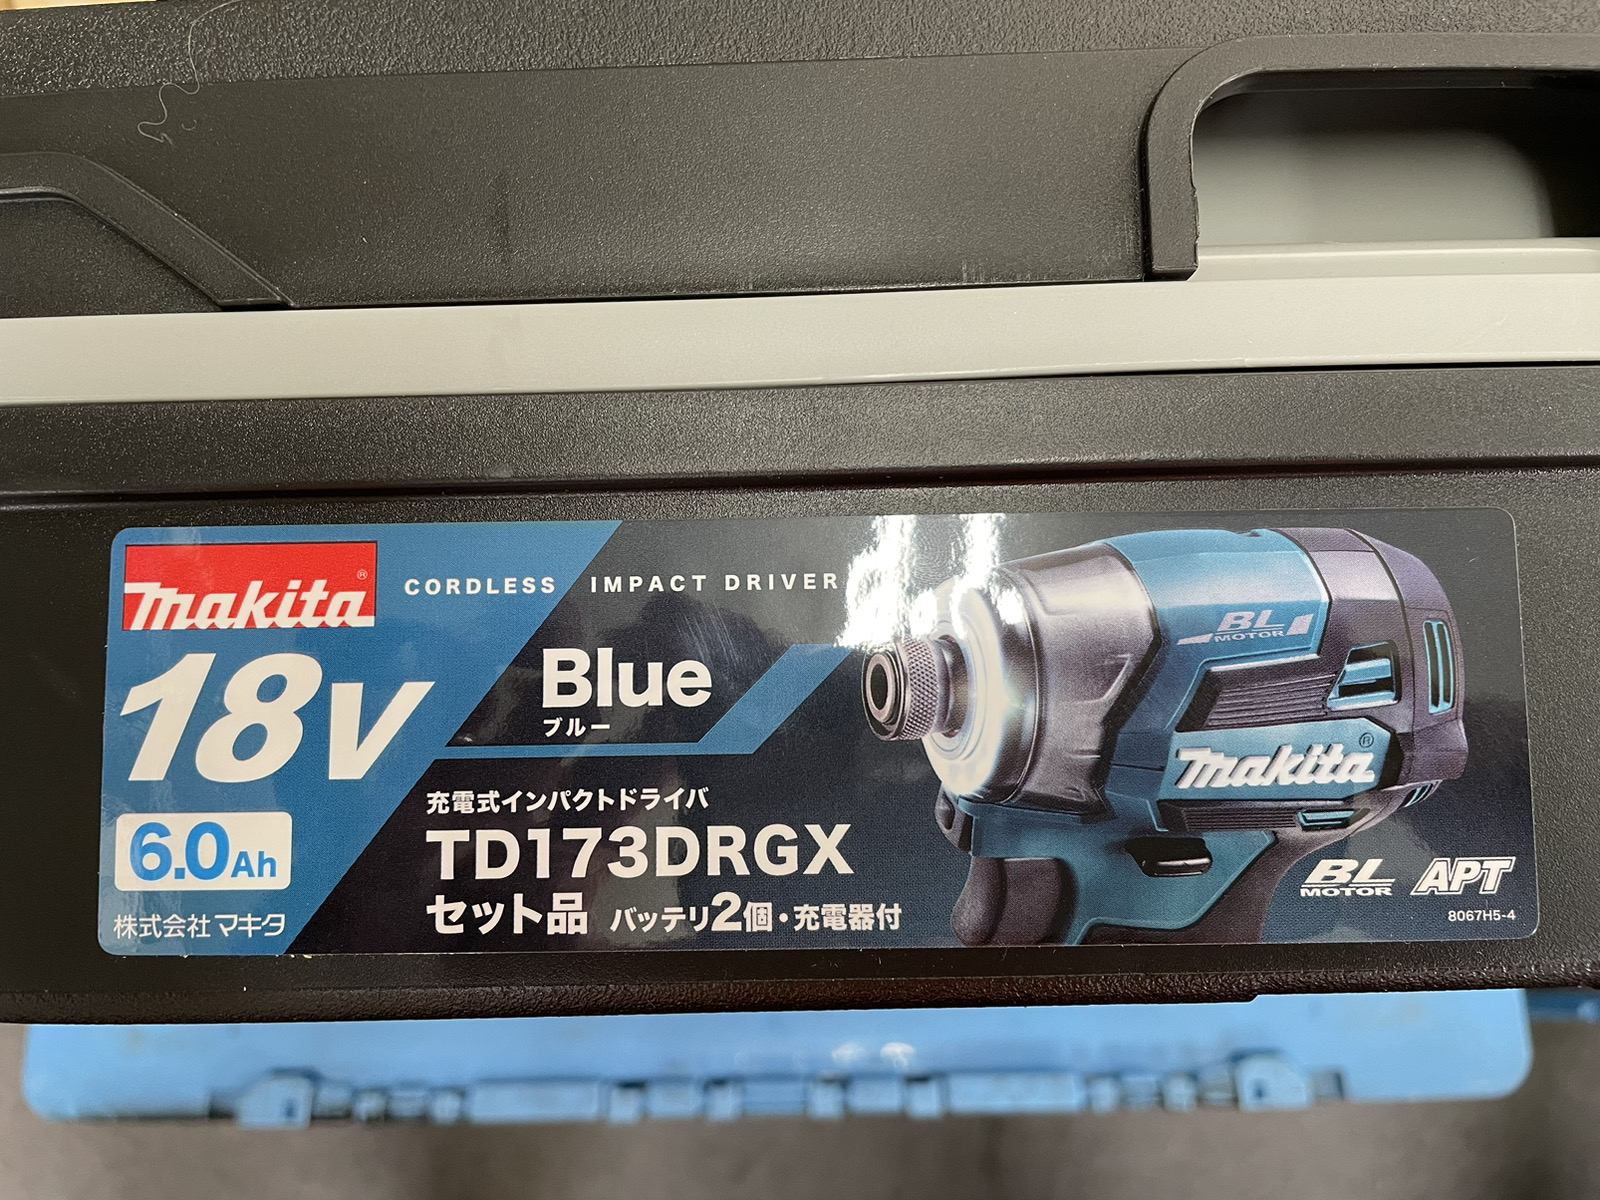 makita®
CORDLESS IMPACT DRIVER
18V
Blue
ブルー
6.0Ah
充電式インパクトドライバ
TD173DRGX
セット品 バッテリ2個・充電器付
株式会社マキタ
BL
MOTOR
makita®
BL
MOTOR
APT
8067H5-4